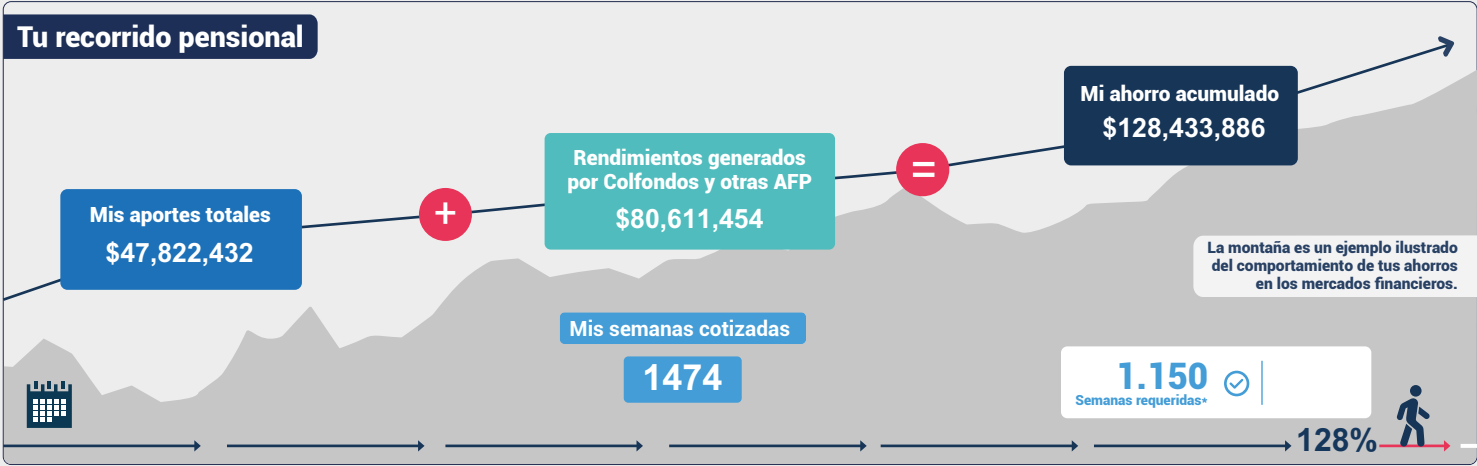 Tu recorrido pensional
Mi ahorro acumulado
$128,433,886
Rendimientos generados
por Colfondos y otras AFP
$80,611,454
=
Mis aportes totales
$47,822,432
+
La montaña es un ejemplo ilustrado
del comportamiento de tus ahorros
en los mercados financieros.
Mis semanas cotizadas
1474
1.150
Semanas requeridas*
128%